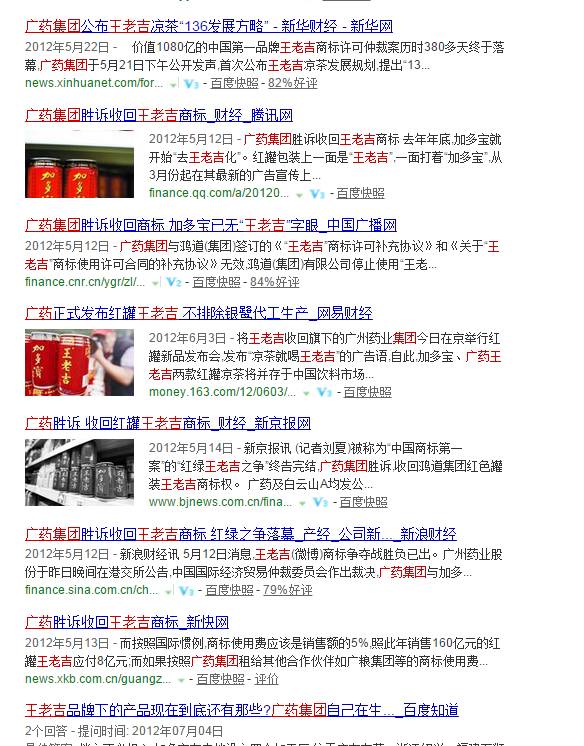 广药集团公布王老吉凉茶“136发展方略” - 新华财经 - 新华网
2012年5月22日 - 价值1080亿的中国第一品牌王老吉商标许可仲裁案历时380多天终于落
幕,广药集团于5月21日下午公开发声,首次公布王老吉凉茶发展规划,提出“13...
news.xinhuanet.com/for... V3 - 百度快照 - 82%好评
广药集团胜诉收回王老吉商标_财经_腾讯网
2012年5月12日 - 广药集团胜诉收回王老吉商标 去年年底,加多宝就
开始“去王老吉化”。红罐包装上一面是“王老吉”,一面打着“加多宝”,从
3月份起在其最新的广告宣传上...
finance.qq.com/a/20120... V3 - 百度快照
广药集团胜诉收回商标 加多宝已无“王老吉”字眼_中国广播网
2012年5月12日 - 广药集团与鸿道(集团)签订的《“王老吉”商标许可补充协议》和《关于“王
老吉”商标使用许可合同的补充协议》无效,鸿道(集团)有限公司停止使用“王老...
finance.cnr.cn/ygr/zl/... V2 - 百度快照 - 84%好评
广药正式发布红罐王老吉 不排除银鹭代工生产_网易财经
2012年6月3日 - 将王老吉收回旗下的广州药业集团今日在京举行红
罐新品发布会,发布“凉茶就喝王老吉”的广告语,自此,加多宝、广药王
老吉两款红罐凉茶将并存于中国饮料市场...
money.163.com/12/0603/... V3 - 百度快照
广药胜诉 收回红罐王老吉商标_财经_新京报网
2012年5月14日 - 新京报讯 (记者刘夏)被称为“中国商标第一
案”的“红绿王老吉之争”终告完结,广药集团胜诉,收回鸿道集团红色罐
装王老吉商标权。 广药及白云山A均发公...
www.bjnews.com.cn/fina... V3 - 百度快照
广药集团胜诉收回王老吉商标 红绿之争落幕_产经_公司新..._新浪财经
2012年5月12日 - 新浪财经讯 5月12日消息,王老吉(微博)商标争夺战胜负已出。广州药业股
份于昨日晚间在港交所公告,中国国际经济贸易仲裁委员会作出裁决,广药集团与加多...
finance.sina.com.cn/ch... V3 - 百度快照 - 79%好评
广药胜诉收回王老吉商标_新快网
2012年5月13日 - 而按照国际惯例,商标使用费应该是销售额的5%,照此年销售160亿元的红
罐王老吉应付8亿元;而如果按照广药集团租给其他合作伙伴如广粮集团等的商标使用费...
news.xkb.com.cn/guangz... - 百度快照 - 评价
王老吉品牌下的产品现在到底还有那些?广药集团自己在生..._百度知道
2个回答 - 提问时间: 2012年07月04日